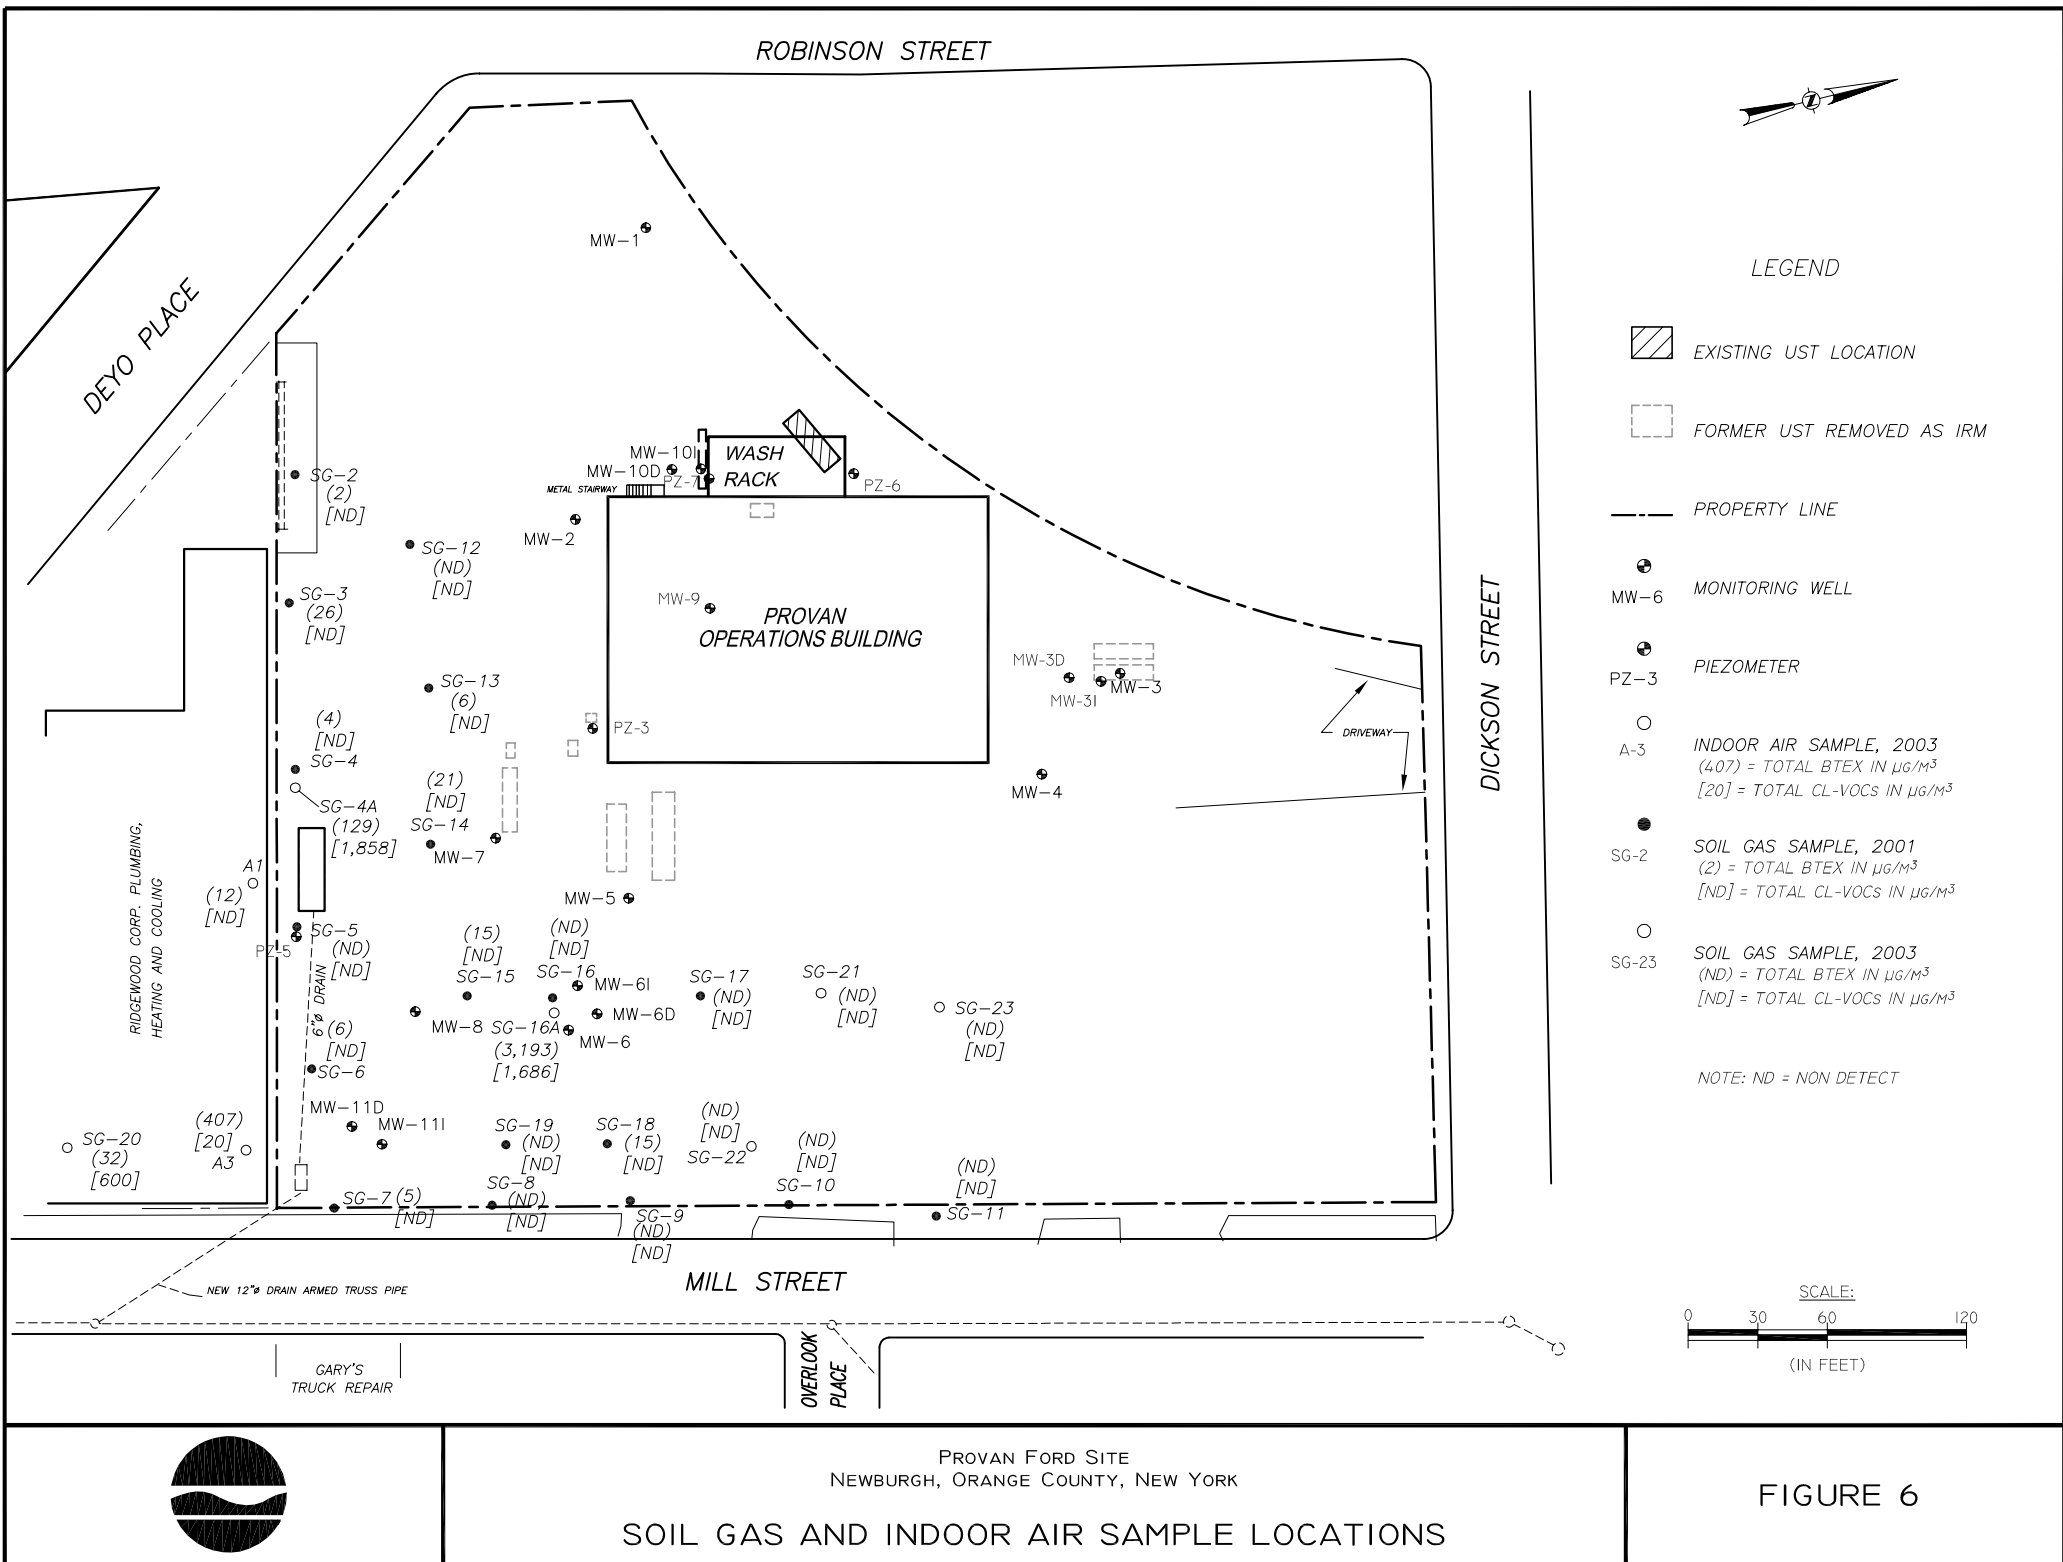 ROBINSON STREET
DEYO PLACE
MW-1
MW-10I
MW-10D
PZ-7
WASH
RACK
PZ-6
METAL STAIRWAY
MW-2
SG-2
(2)
[ND]
SG-12
(ND)
[ND]
SG-3
(26)
[ND]
MW-9
PROVAN
OPERATIONS BUILDING
SG-13
(6)
[ND]
MW-3D
MW-3I
MW-3
PZ-3
(4)
[ND]
SG-4
SG-4A
(129)
[1,858]
(21)
[ND]
SG-14
MW-7
MW-4
DRIVEWAY
DICKSON STREET
RIDGEWOOD CORP. PLUMBING,
HEATING AND COOLING
A1
(12)
[ND]
MW-5
SG-5
PZ-5
(ND)
[ND]
6"ø DRAIN
(15)
[ND]
SG-15
(ND)
[ND]
SG-16
MW-6I
MW-6D
MW-6
MW-8
SG-16A
(3,193)
[1,686]
SG-17
(ND)
[ND]
SG-21
(ND)
[ND]
SG-23
(ND)
[ND]
(6)
[ND]
SG-6
MW-11D
MW-11I
SG-20
(32)
[600]
(407)
[20]
A3
SG-19
(ND)
[ND]
SG-18
(15)
[ND]
(ND)
[ND]
SG-22
(ND)
[ND]
SG-10
(ND)
[ND]
SG-11
SG-7 (5)
[ND]
SG-8
(ND)
[ND]
SG-9
(ND)
[ND]
MILL STREET
NEW 12"ø DRAIN ARMED TRUSS PIPE
GARY'S
TRUCK REPAIR
OVERLOOK
PLACE
Z
LEGEND
EXISTING UST LOCATION
FORMER UST REMOVED AS IRM
PROPERTY LINE
MW-6
MONITORING WELL
PZ-3
PIEZOMETER
A-3
INDOOR AIR SAMPLE, 2003
(407) = TOTAL BTEX IN µG/M³
[20] = TOTAL CL-VOCs IN µG/M³
SG-2
SOIL GAS SAMPLE, 2001
(2) = TOTAL BTEX IN µG/M³
[ND] = TOTAL CL-VOCs IN µG/M³
SG-23
SOIL GAS SAMPLE, 2003
(ND) = TOTAL BTEX IN µG/M³
[ND] = TOTAL CL-VOCs IN µG/M³
NOTE: ND = NON DETECT
SCALE:
0 30 60 120
(IN FEET)
PROVAN FORD SITE
NEWBURGH, ORANGE COUNTY, NEW YORK
SOIL GAS AND INDOOR AIR SAMPLE LOCATIONS
FIGURE 6